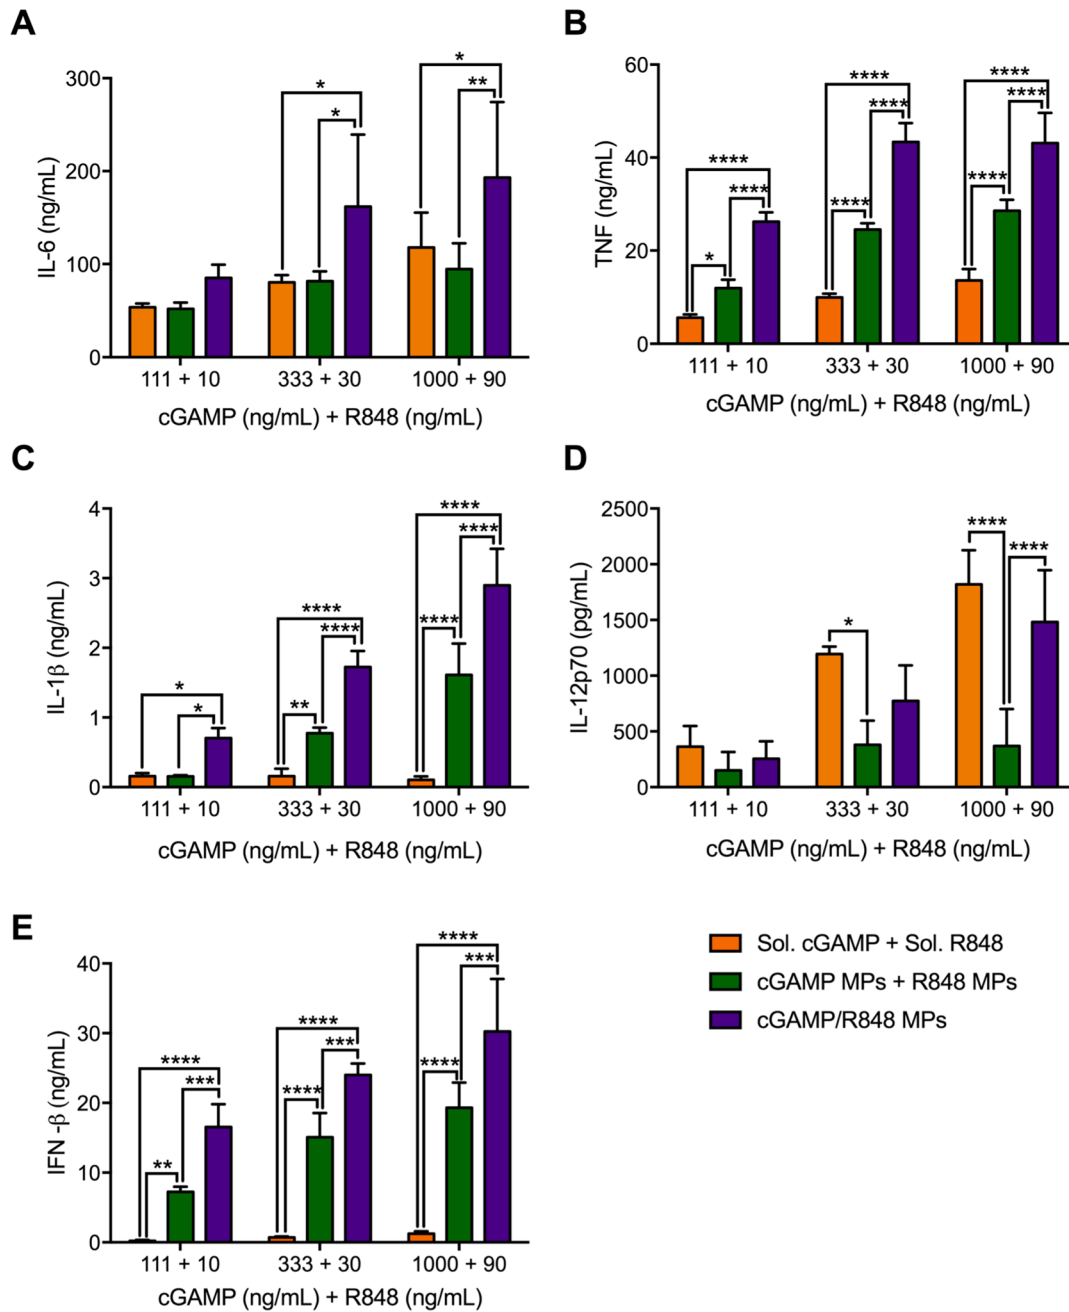 A
IL-6 (ng/mL)
300
200
100
0
*
*
*
**
111 + 10
333 + 30
1000 + 90
cGAMP (ng/mL) + R848 (ng/mL)
B
TNF (ng/mL)
60
40
20
0
****
****
*
****
****
****
****
****
****
111 + 10
333 + 30
1000 + 90
cGAMP (ng/mL) + R848 (ng/mL)
C
IL-1β (ng/mL)
4
3
2
1
0
*
*
****
****
**
****
****
****
111 + 10
333 + 30
1000 + 90
cGAMP (ng/mL) + R848 (ng/mL)
D
IL-12p70 (pg/mL)
2500
2000
1500
1000
500
0
*
****
****
111 + 10
333 + 30
1000 + 90
cGAMP (ng/mL) + R848 (ng/mL)
E
IFN -β (ng/mL)
40
30
20
10
0
****
***
**
****
***
****
****
***
****
111 + 10
333 + 30
1000 + 90
cGAMP (ng/mL) + R848 (ng/mL)
Sol. cGAMP + Sol. R848
cGAMP MPs + R848 MPs
cGAMP/R848 MPs